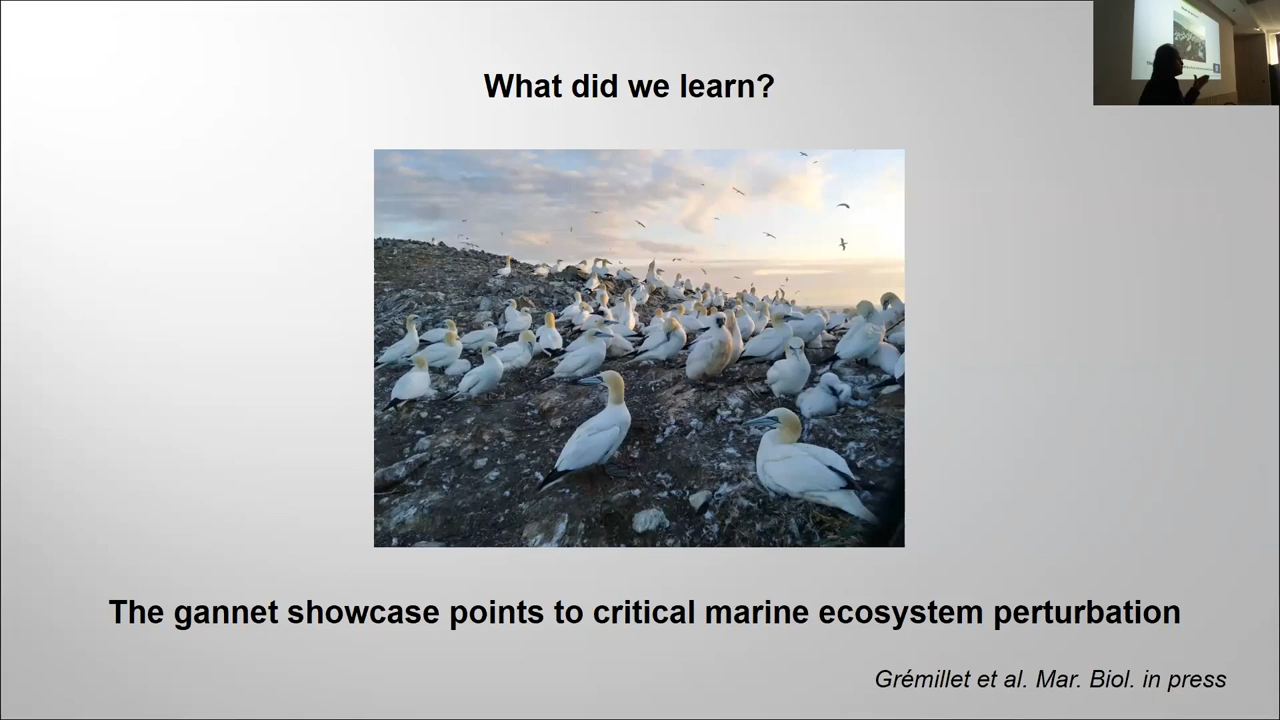 What did we learn?
The gannet showcase points to critical marine ecosystem perturbation
Grémillet et al. Mar. Biol. in press